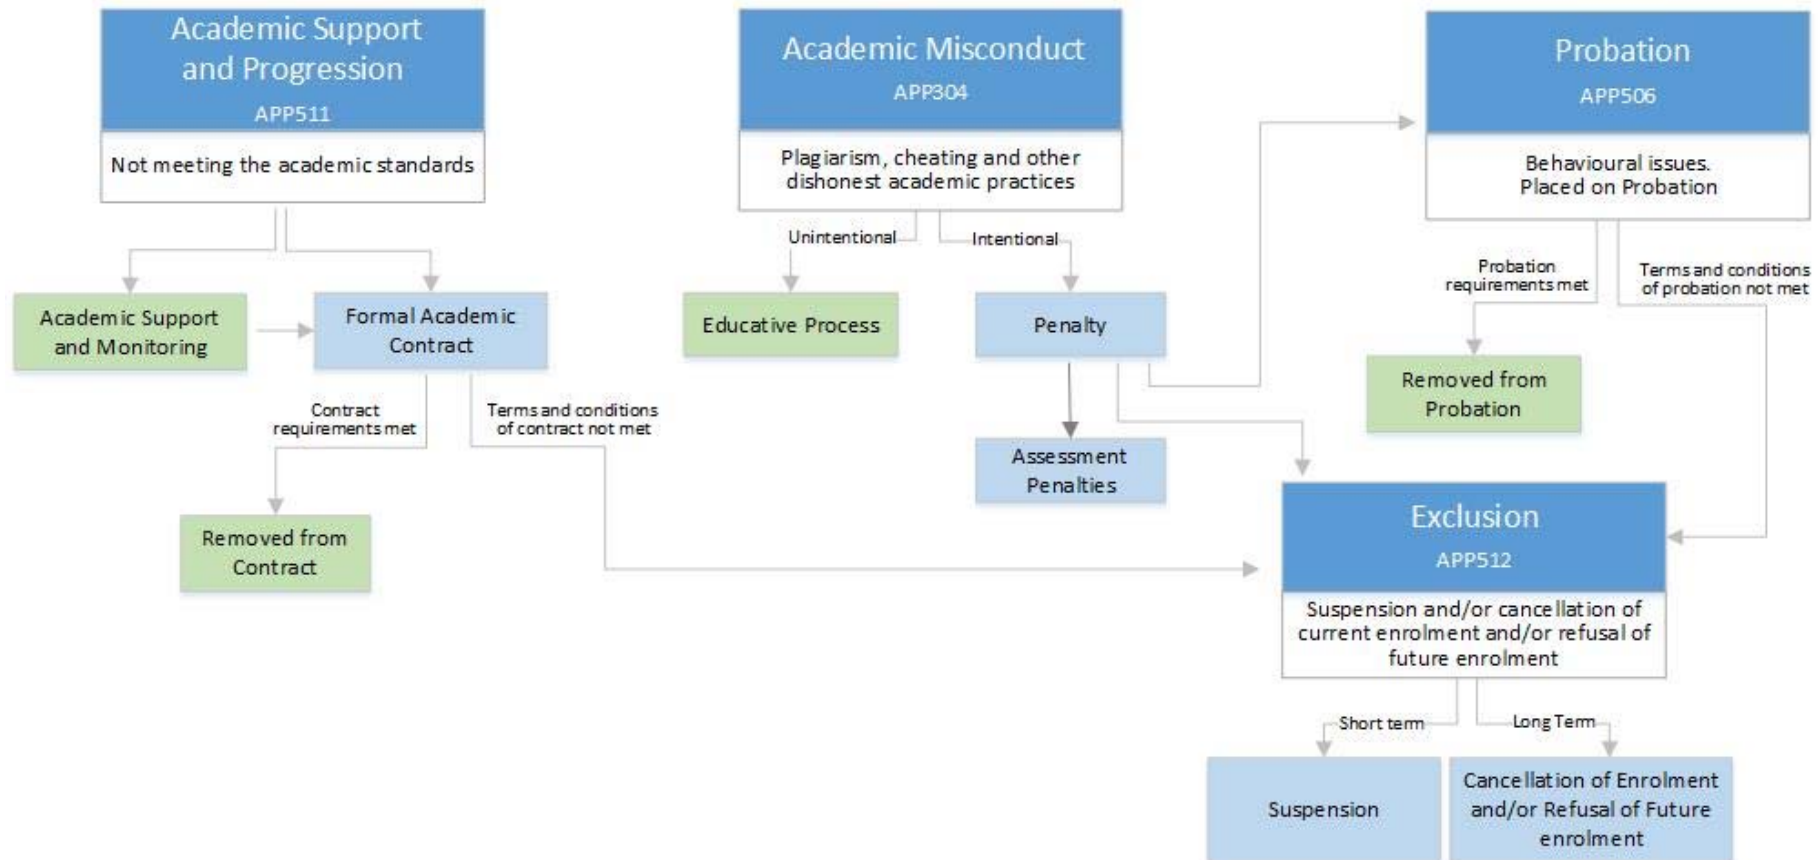 Academic Support
and Progression
APP511
Not meeting the academic standards
Academic Support
and Monitoring
Formal Academic
Contract
Contract
requirements met
Terms and conditions
of contract not met
Removed from
Contract
Academic Misconduct
APP304
Plagiarism, cheating and other
dishonest academic practices
Unintentional
Intentional
Educative Process
Penalty
Assessment
Penalties
Probation
APP506
Behavioural issues.
Placed on Probation
Probation
requirements met
Terms and conditions
of probation not met
Removed from
Probation
Exclusion
APP512
Suspension and/or cancellation of
current enrolment and/or refusal of
future enrolment
Short term
Long Term
Suspension
Cancellation of Enrolment
and/or Refusal of Future
enrolment